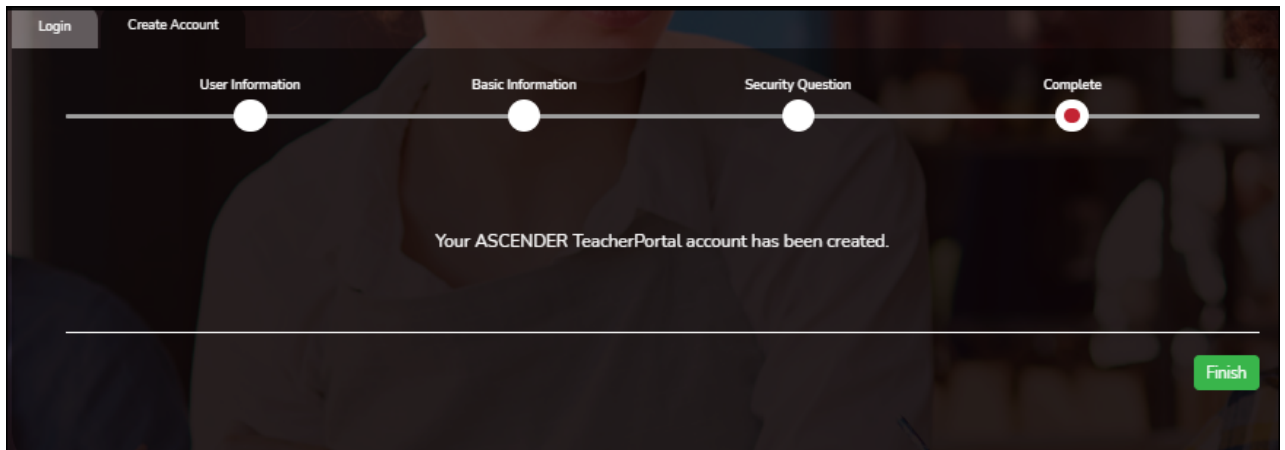 Login
Create Account
User Information
Basic Information
Security Question
Complete
Your ASCENDER TeacherPortal account has been created.
Finish